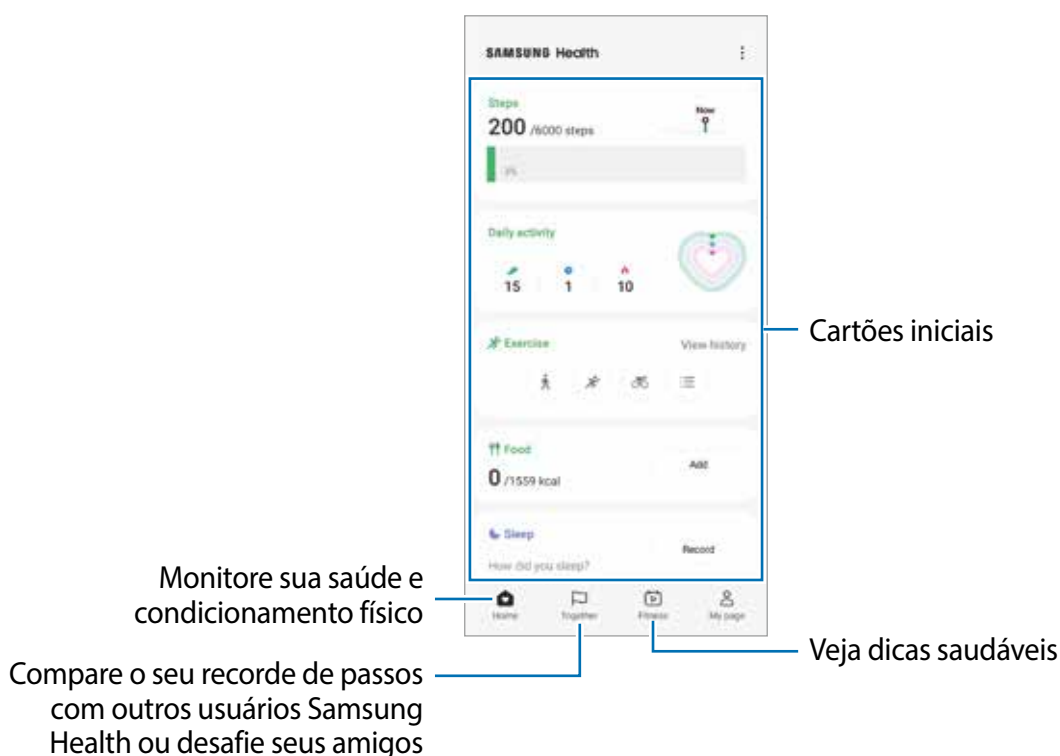 SAMSUNG Health
Steps
200 /6000 steps
Now
3%
Daily activity
15 1 10
Exercise View history
Food
0 /1559 kcal
Add
Sleep
Record
How did you sleep?
Home Together Fitness My page
Cartões iniciais
Monitore sua saúde e
condicionamento físico
Veja dicas saudáveis
Compare o seu recorde de passos
com outros usuários Samsung
Health ou desafie seus amigos